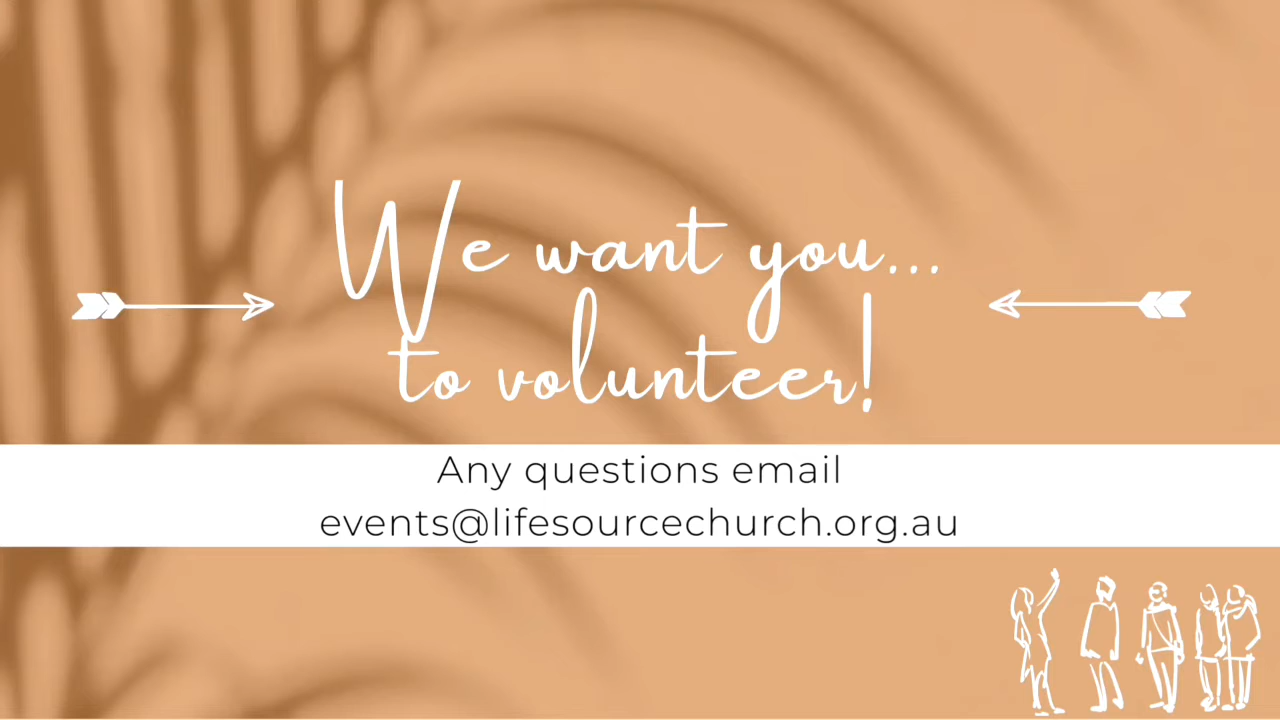 We want you...
to volunteer!
Any questions email
events@lifesourcechurch.org.au